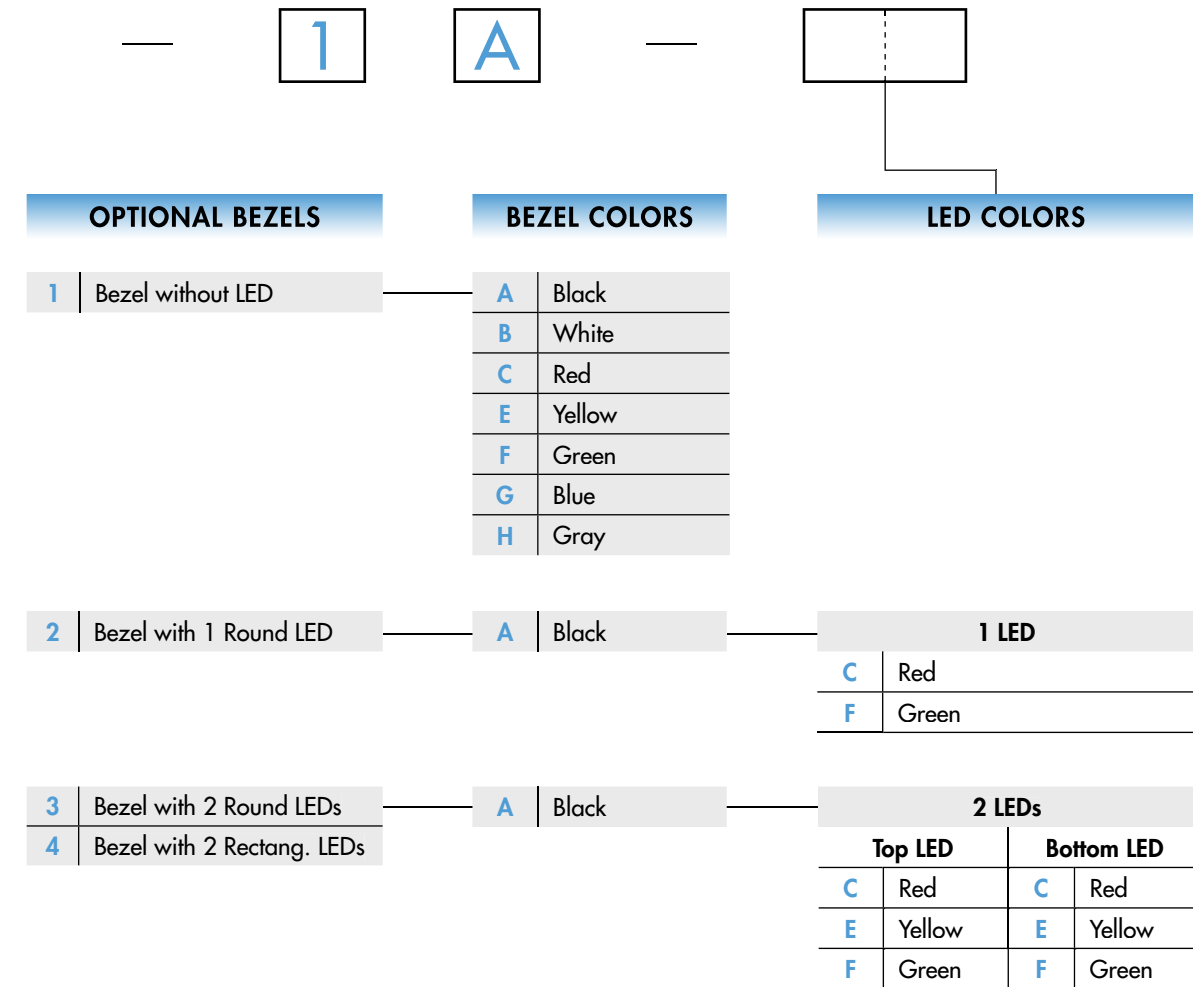 — 1 A —
OPTIONAL BEZELS BEZEL COLORS LED COLORS
1 Bezel without LED A Black
B White
C Red
E Yellow
F Green
G Blue
H Gray
2 Bezel with 1 Round LED A Black 1 LED
C Red
F Green
3 Bezel with 2 Round LEDs A Black 2 LEDs
4 Bezel with 2 Rectang. LEDs
Top LED Bottom LED
C Red C Red
E Yellow E Yellow
F Green F Green